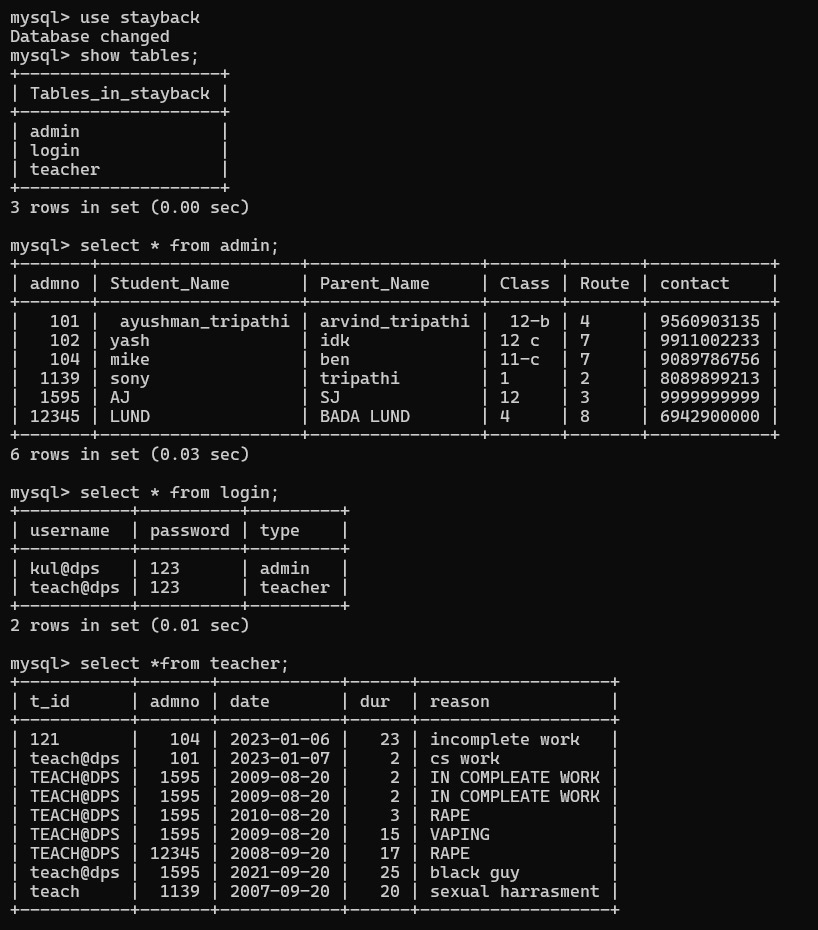 mysql> use stayback
Database changed
mysql> show tables;
+--------------------+
| Tables_in_stayback |
+--------------------+
| admin              |
| login              |
| teacher            |
+--------------------+
3 rows in set (0.00 sec)
mysql> select * from admin;
+-------+--------------------+-----------------+-------+-------+------------+
| admno | Student_Name       | Parent_Name     | Class | Route | contact    |
+-------+--------------------+-----------------+-------+-------+------------+
|   101 |  ayushman_tripathi | arvind_tripathi |  12-b | 4     | 9560903135 |
|   102 | yash               | idk             | 12 c  | 7     | 9911002233 |
|   104 | mike               | ben             | 11-c  | 7     | 9089786756 |
|  1139 | sony               | tripathi        | 1     | 2     | 8089899213 |
|  1595 | AJ                 | SJ              | 12    | 3     | 9999999999 |
| 12345 | LUND               | BADA LUND       | 4     | 8     | 6942900000 |
+-------+--------------------+-----------------+-------+-------+------------+
6 rows in set (0.03 sec)
mysql> select * from login;
+-----------+----------+---------+
| username  | password | type    |
+-----------+----------+---------+
| kul@dps   | 123      | admin   |
| teach@dps | 123      | teacher |
+-----------+----------+---------+
2 rows in set (0.01 sec)
mysql> select *from teacher;
+-----------+-------+------------+------+-------------------+
| t_id      | admno | date       | dur  | reason            |
+-----------+-------+------------+------+-------------------+
| 121       |   104 | 2023-01-06 |   23 | incomplete work   |
| teach@dps |   101 | 2023-01-07 |    2 | cs work           |
| TEACH@DPS |  1595 | 2009-08-20 |    2 | IN COMPLEATE WORK |
| TEACH@DPS |  1595 | 2009-08-20 |    2 | IN COMPLEATE WORK |
| TEACH@DPS |  1595 | 2010-08-20 |    3 | RAPE              |
| TEACH@DPS |  1595 | 2009-08-20 |   15 | VAPING            |
| TEACH@DPS | 12345 | 2008-09-20 |   17 | RAPE              |
| teach@dps |  1595 | 2021-09-20 |   25 | black guy         |
| teach     |  1139 | 2007-09-20 |   20 | sexual harrasment |
+-----------+-------+------------+------+-------------------+